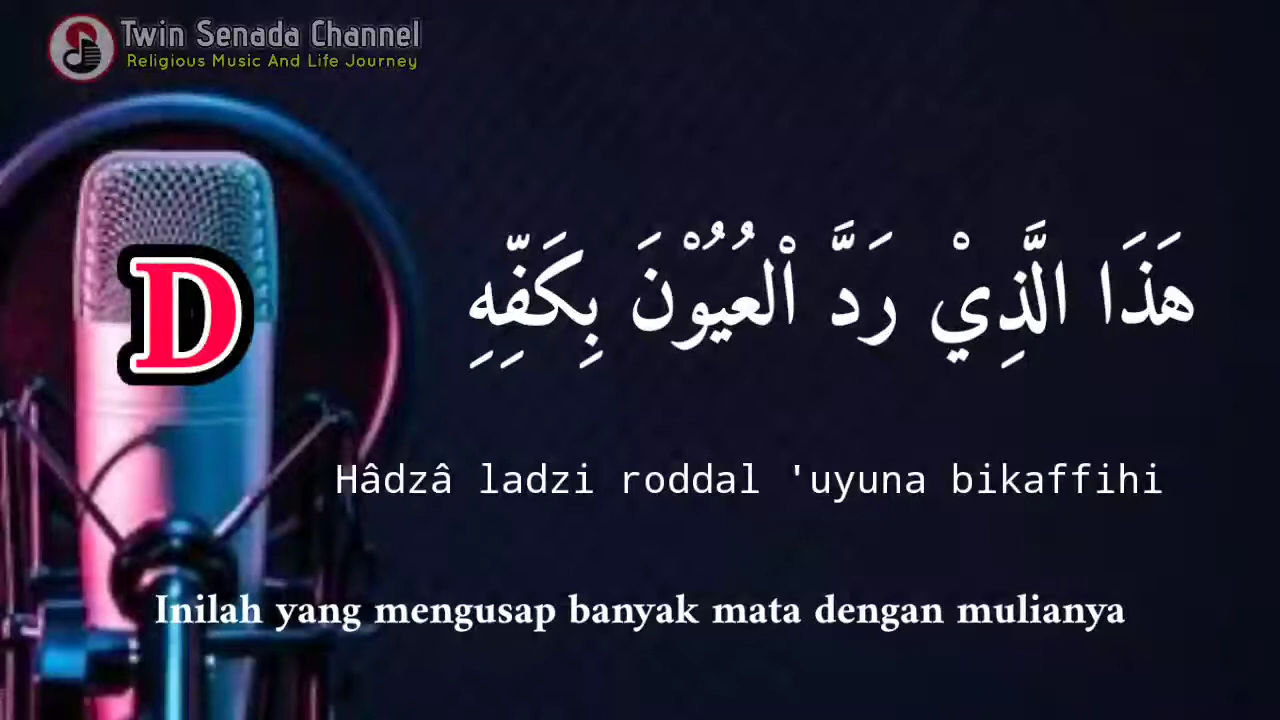 Twin Senada Channel
Religious Music And Life Journey
D
هَذَا الَّذِيْ رَدَّ اْلعُيُوْنَ بِكَفِّهِ
Hâdzâ ladzi roddal 'uyuna bikaffihi
Inilah yang mengusap banyak mata dengan mulianya